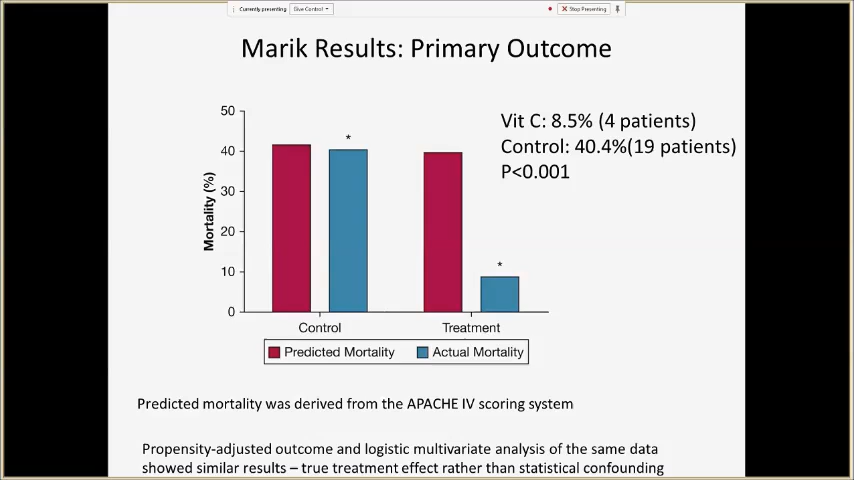 Currently presenting Give Control Stop Presenting
Marik Results: Primary Outcome
50
40
30
20
10
0
Mortality (%)
*
*
Control
Treatment
Predicted Mortality
Actual Mortality
Vit C: 8.5% (4 patients)
Control: 40.4%(19 patients)
P<0.001
Predicted mortality was derived from the APACHE IV scoring system
Propensity-adjusted outcome and logistic multivariate analysis of the same data
showed similar results – true treatment effect rather than statistical confounding